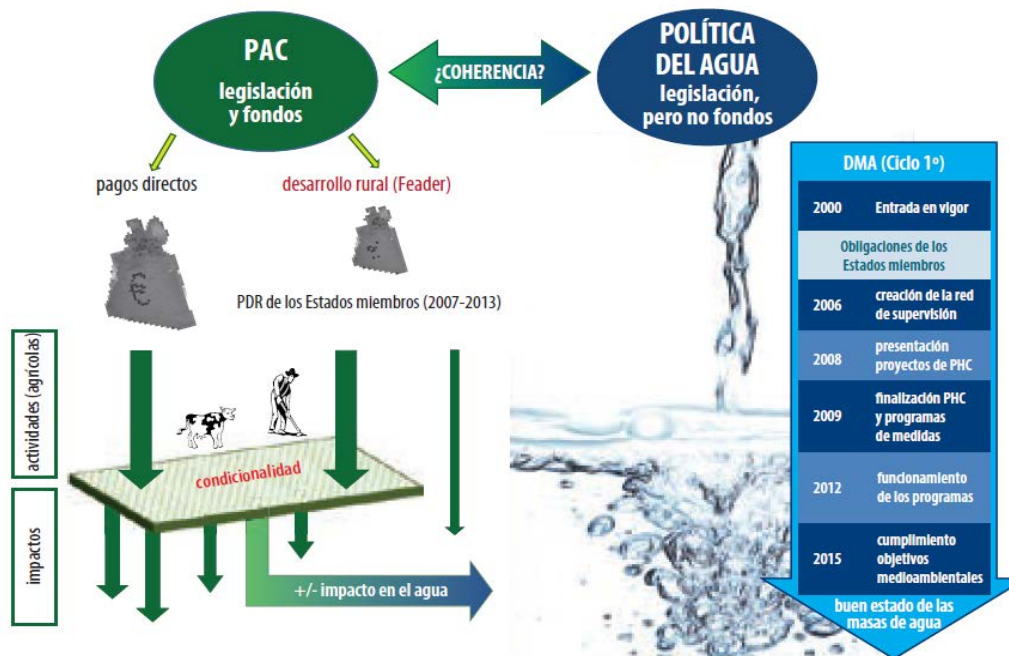 PAC
legislación
y fondos
¿COHERENCIA?
POLÍTICA
DEL AGUA
legislación,
pero no fondos
pagos directos
desarrollo rural (Feader)
€
PDR de los Estados miembros (2007-2013)
actividades (agrícolas)
condicionalidad
impactos
+/- impacto en el agua
DMA (Ciclo 1º)
2000 Entrada en vigor
Obligaciones de los
Estados miembros
2006 creación de la red
de supervisión
2008 presentación
proyectos de PHC
2009 finalización PHC
y programas
de medidas
2012 funcionamiento
de los programas
2015 cumplimiento
objetivos
medioambientales
buen estado de las
masas de agua